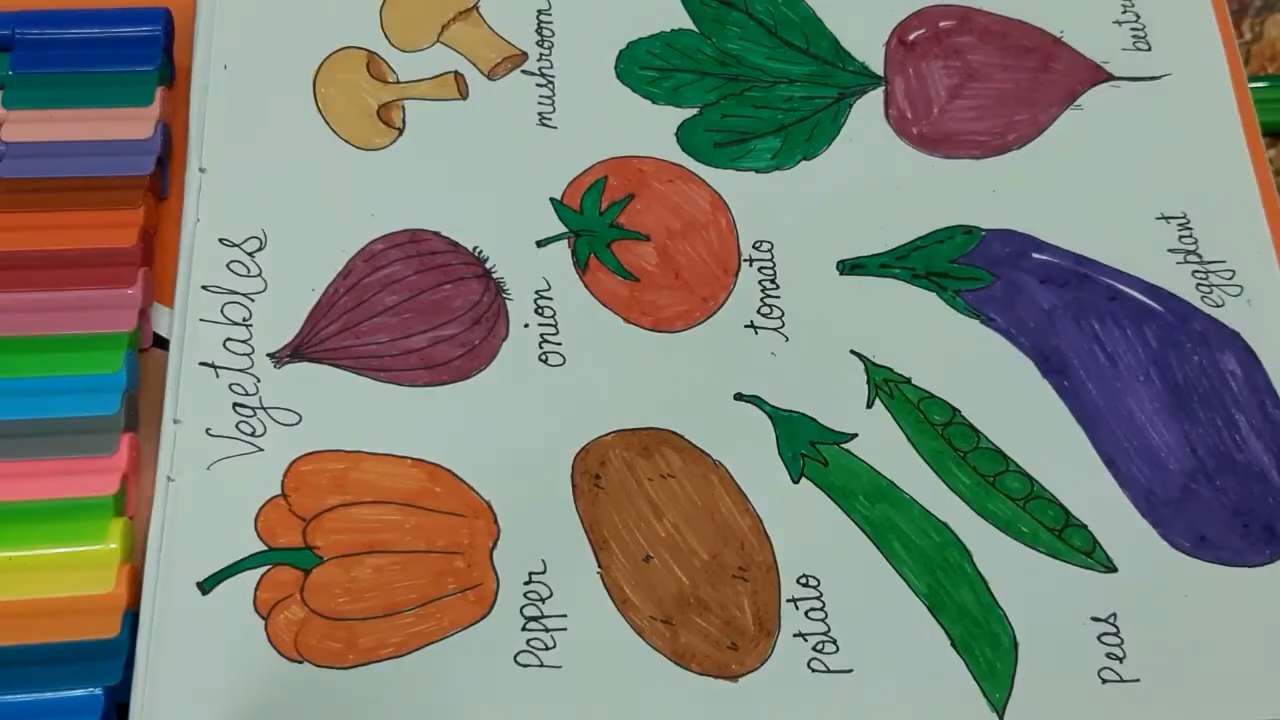 Vegetables
Pepper
onion
mushroom
potato
tomato
Peas
eggplant